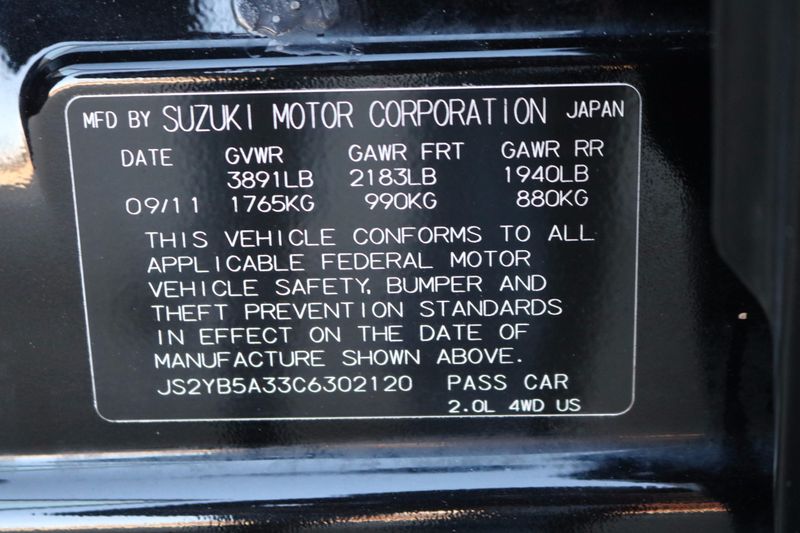 MFD BY SUZUKI MOTOR CORPORATION JAPAN
DATE GVWR GAWR FRT GAWR RR
3891LB 2183LB 1940LB
09/11 1765KG 990KG 880KG
THIS VEHICLE CONFORMS TO ALL
APPLICABLE FEDERAL MOTOR
VEHICLE SAFETY, BUMPER AND
THEFT PREVENTION STANDARDS
IN EFFECT ON THE DATE OF
MANUFACTURE SHOWN ABOVE.
JS2YB5A33C6302120 PASS CAR
2.0L 4WD US